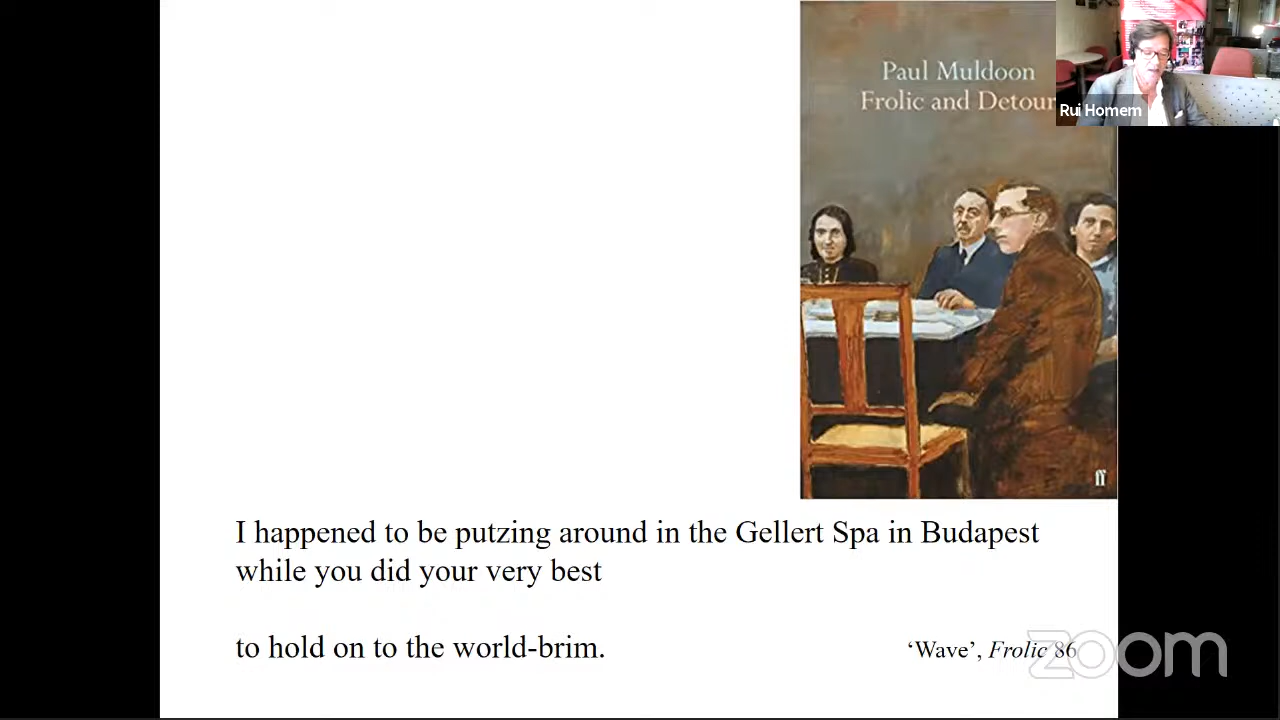 Paul Muldoon
Frolic and Detour
Rui Homem
ff
I happened to be putzing around in the Gellert Spa in Budapest
while you did your very best
to hold on to the world-brim.
‘Wave’, Frolic 86
zoom